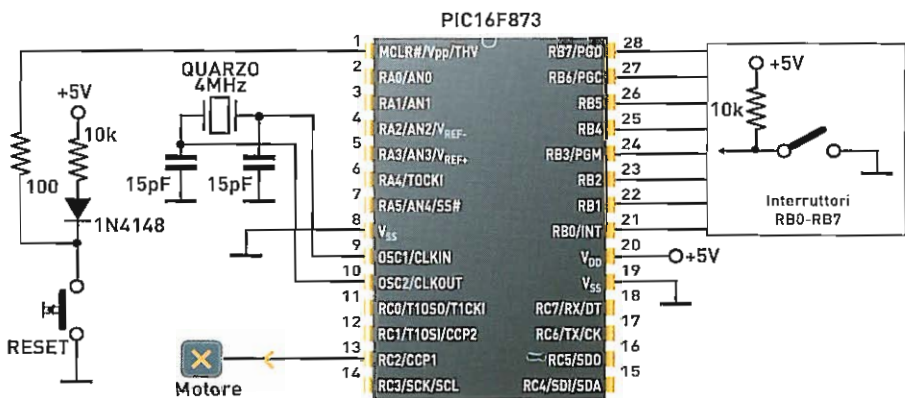 PIC16F873
1 MCLR#/Vpp/THV
2 RA0/AN0
3 RA1/AN1
4 RA2/AN2/VREF-
5 RA3/AN3/VREF+
6 RA4/TOCKI
7 RA5/AN4/SS#
8 VSS
9 OSC1/CLKIN
10 OSC2/CLKOUT
11 RC0/T1OSO/T1CKI
12 RC1/T1OSI/CCP2
13 RC2/CCP1
14 RC3/SCK/SCL
RB7/PGD 28
RB6/PGC 27
RB5 26
RB4 25
RB3/PGM 24
RB2 23
RB1 22
RB0/INT 21
VDD 20
VSS 19
RC7/RX/DT 18
RC6/TX/CK 17
RC5/SDO 16
RC4/SDI/SDA 15
QUARZO
4MHz
15pF
15pF
+5V
10k
100
1N4148
RESET
Motore
+5V
10k
Interruttori
RB0-RB7
+5V